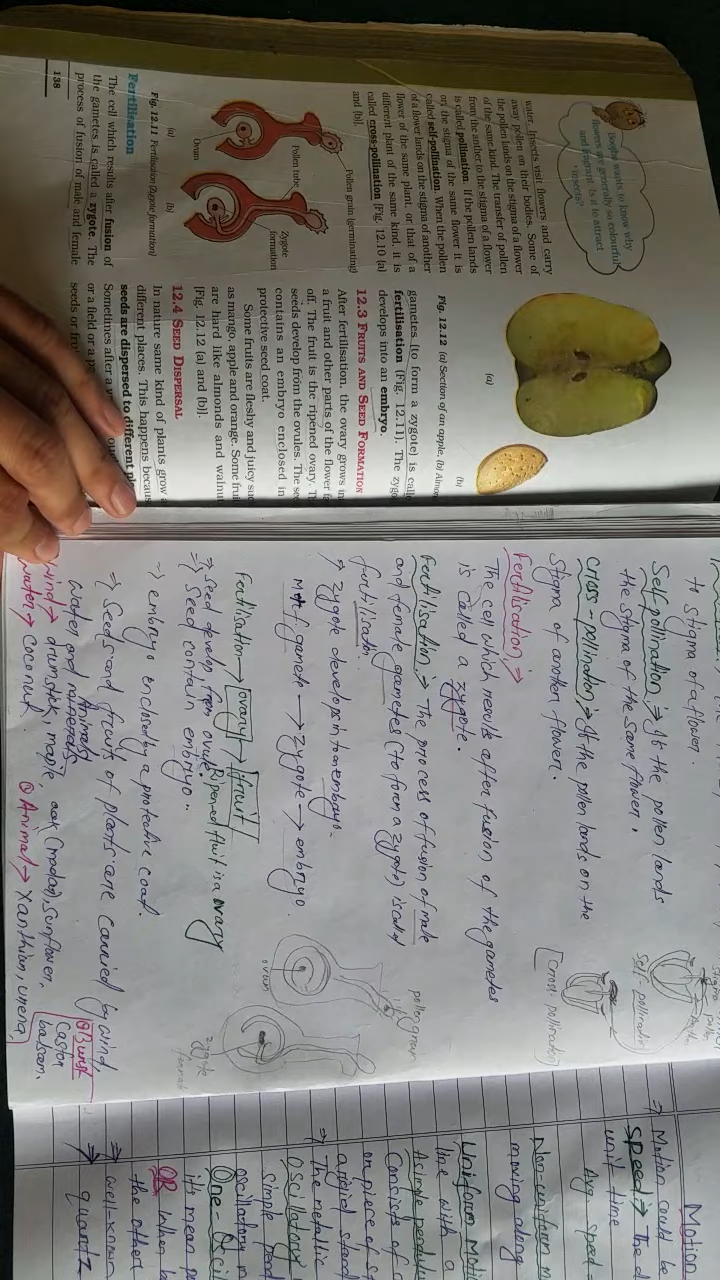 Boojho wants to know why
flowers are generally so colourful
and fragrant. Is it to attract
insects?
water. Insects visit flowers and carry
away pollen on their bodies. Some of
the pollen lands on the stigma of a flower
of the same kind. The transfer of pollen
from the anther to the stigma of a flower
is called pollination. If the pollen lands
on the stigma of the same flower it is
called self-pollination. When the pollen
of a flower lands on the stigma of another
flower of the same plant, or that of a
different plant of the same kind, it is
called cross-pollination [Fig. 12.10 (a)
and (b)].
Pollen grain (germinating)
Pollen tube
Zygote
formation
Ovum
(a)
(b)
Fig. 12.11 Fertilisation (zygote formation)
Fertilisation
The cell which results after fusion of
the gametes is called a zygote. The
process of fusion of male and female
138
(a)
(b)
Fig. 12.12 (a) Section of an apple, (b)
gametes (to form a zygote) is
fertilisation (Fig. 12.11). The
develops into an embryo.
12.3 FRUITS AND SEED FORMATION
After fertilisation, the ovary grows
a fruit and other parts of the flower
off. The fruit is the ripened ovary.
seeds develop from the ovules. The
contains an embryo enclosed in
protective seed coat.
Some fruits are fleshy and juicy
as mango, apple and orange. Some
are hard like almonds and
[Fig. 12.12 (a) and (b)].
12.4 SEED DISPERSAL
In nature same kind of plants grow
different places. This happens
seeds are dispersed to different
Sometimes after a
or a field or a
seeds or
to stigma of a flower.
Self pollination :→ If the pollen lands
the stigma of the same flower.
Cross-pollination :→ If the pollen lands on the
stigma of another flower.
Self-pollination
Cross-pollination
Fertilisation :→
The cell which results after fusion of the gametes
is called a zygote.
Fertilisation :→ The process of fusion of male
and female gametes (to form a zygote) is called
fertilisation.
→ zygote develops in to an embryo.
gamete → zygote → embryo.
pollen grain
ovum
zygote
Fertilisation → ovary → fruit
Ripened fruit is a ovary
⇒ Seed develop from ovule.
⇒ Seed contain embryo.
→ embryo enclosed by a protective coat.
⇒ Seeds and fruits of plants are carried by wind,
water and Animals
Wind → drumstick, maple, oak (madar), Sunflower,
Water → coconut.
Animal → Xanthium, urena,
Burst
Castor
balsam.
Motion
⇒ Motion could be
Speed → The
unit time
Avg speed
Non-uniform
moving along
Uniform Moti
line with a
A simple pendulu
Consists of a
on piece of
a rigid stand
⇒ The metallic
Oscillatory
simple pend
oscillatory m
One-Osci
its mean po
OR When
the other
⇒ well-known
→ quartz